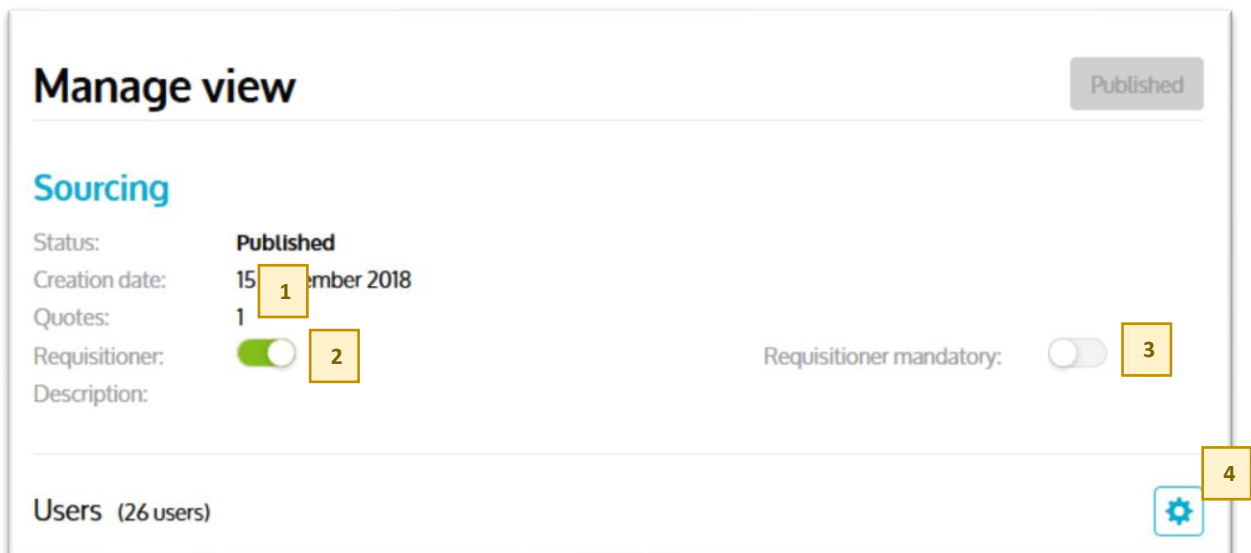 Manage view
Published
Sourcing
Status: Published
Creation date: 15 ember 2018
1
Quotes: 1
Requisitioner: 2 Requisitioner mandatory: 3
Description:
4
Users (26 users)